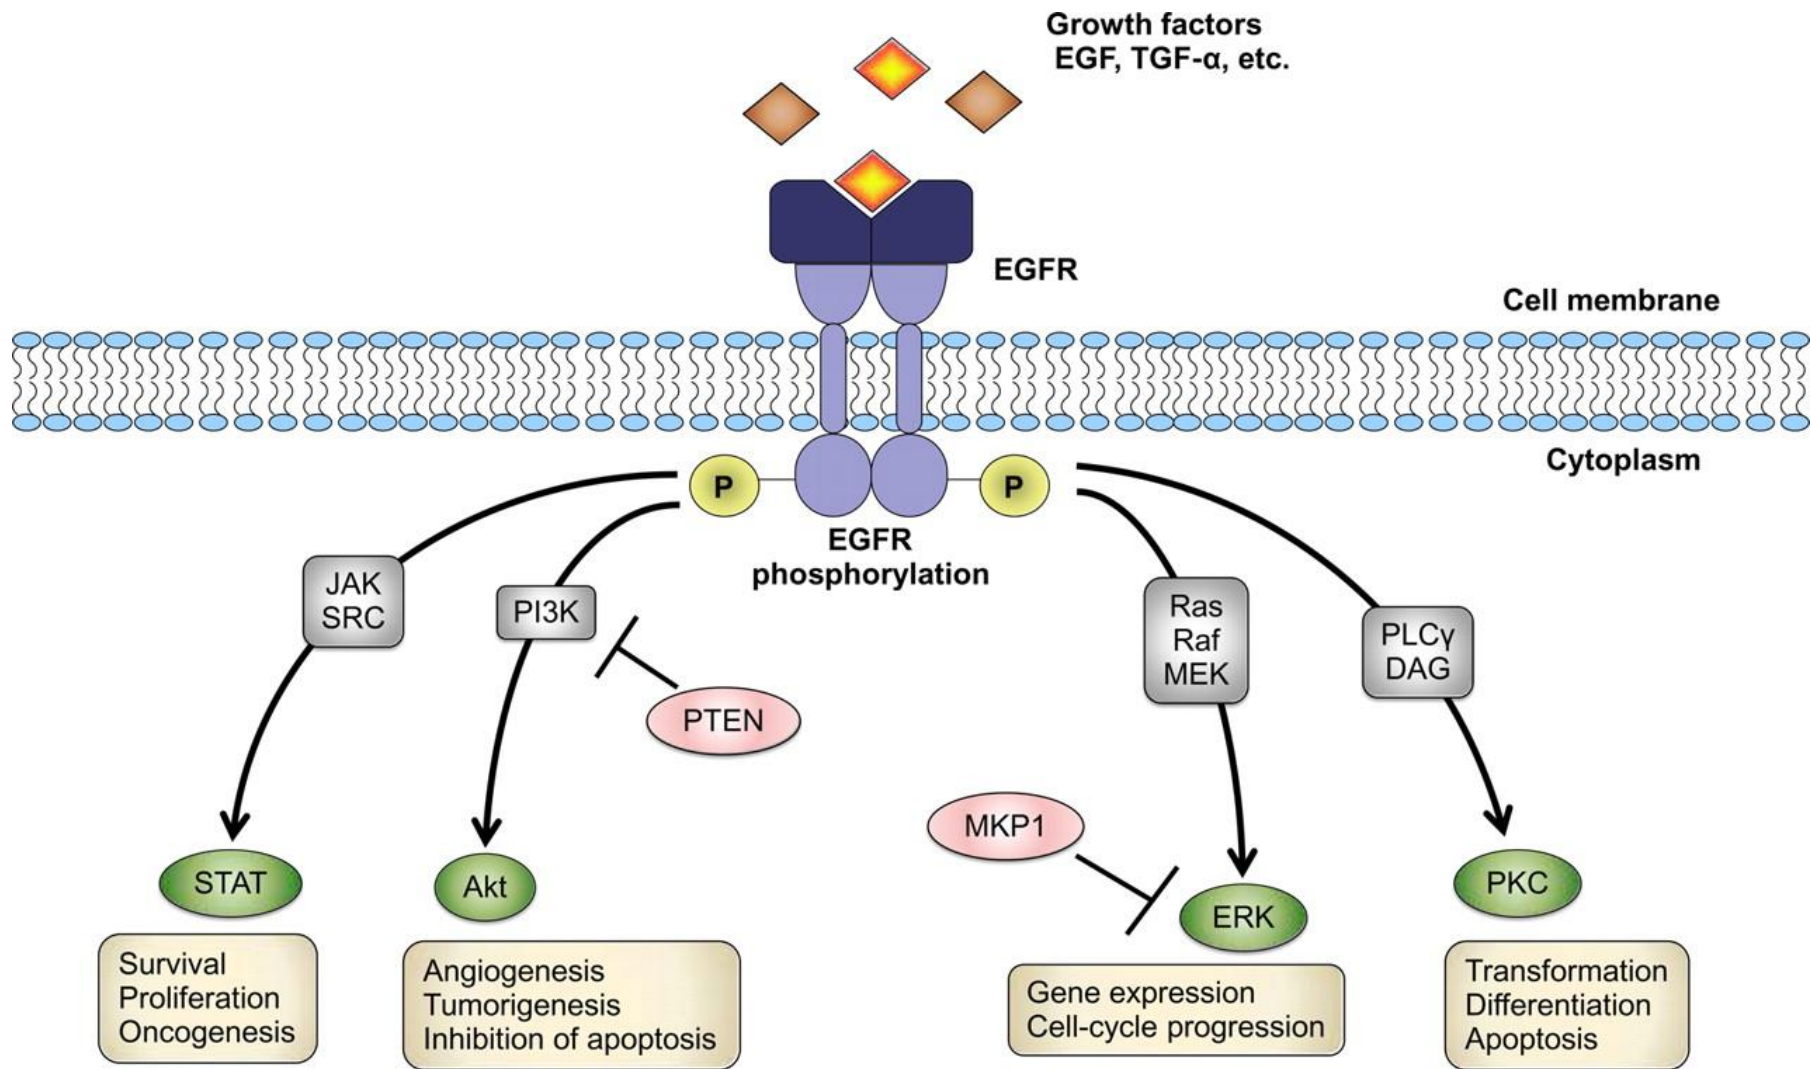 Growth factors
EGF, TGF-α, etc.
EGFR
Cell membrane
Cytoplasm
P
P
EGFR
phosphorylation
JAK
SRC
PI3K
Ras
Raf
MEK
PLCγ
DAG
PTEN
MKP1
STAT
Akt
ERK
PKC
Survival
Proliferation
Oncogenesis
Angiogenesis
Tumorigenesis
Inhibition of apoptosis
Gene expression
Cell-cycle progression
Transformation
Differentiation
Apoptosis